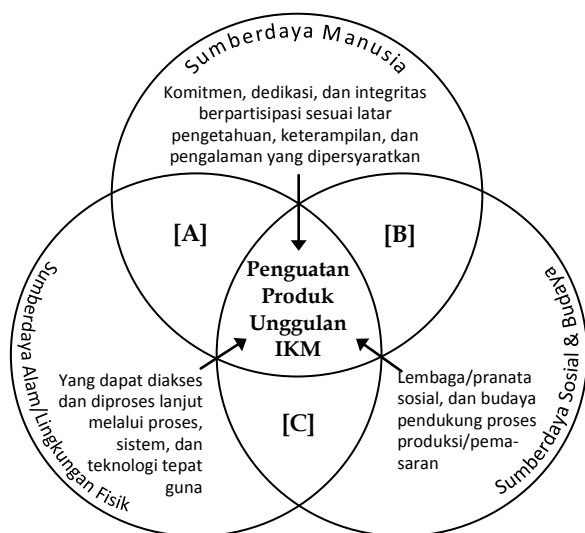 Sumberdaya Manusia
Komitmen, dedikasi, dan integritas
berpartisipasi sesuai latar
pengetahuan, keterampilan, dan
pengalaman yang dipersyaratkan
[A]
[B]
Penguatan
Produk
Unggulan
IKM
Sumberdaya Alam/Lingkungan Fisik
Yang dapat diakses
dan diproses lanjut
melalui proses,
sistem, dan
teknologi tepat
guna
[C]
Lembaga/pranata
sosial, dan budaya
pendukung proses
produksi/pema-
saran
Sumberdaya Sosial & Budaya